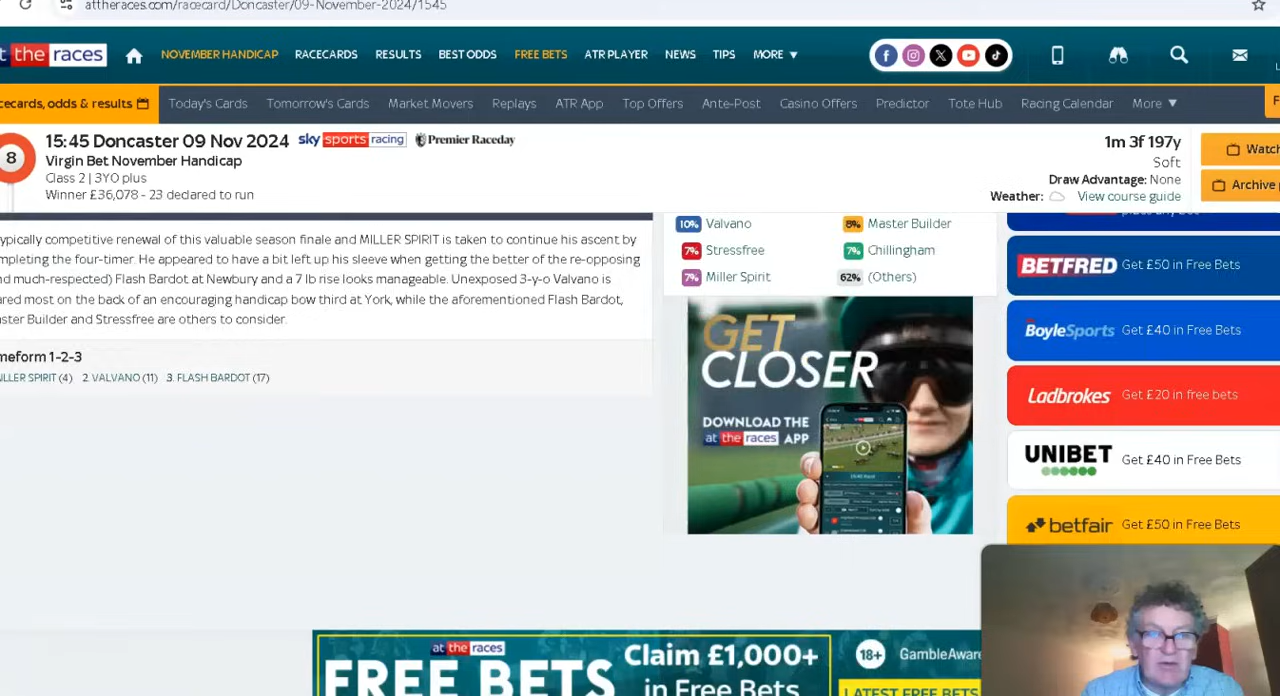 attheraces.com/racecard/Doncaster/09-November-2024/1545
the races
NOVEMBER HANDICAP RACECARDS RESULTS BEST ODDS FREE BETS ATR PLAYER NEWS TIPS MORE ▼
cecards, odds & results Today's Cards Tomorrow's Cards Market Movers Replays ATR App Top Offers Ante-Post Casino Offers Predictor Tote Hub Racing Calendar More ▼
8
15:45 Doncaster 09 Nov 2024 sky sports racing Premier Raceday
Virgin Bet November Handicap
Class 2 | 3YO plus
Winner £36,078 - 23 declared to run
1m 3f 197y
Soft
Draw Advantage: None
Weather: View course guide
Watch
Archive
ypically competitive renewal of this valuable season finale and MILLER SPIRIT is taken to continue his ascent by
mpleting the four-timer. He appeared to have a bit left up his sleeve when getting the better of the re-opposing
nd much-respected) Flash Bardot at Newbury and a 7 lb rise looks manageable. Unexposed 3-y-o Valvano is
ared most on the back of an encouraging handicap bow third at York, while the aforementioned Flash Bardot,
aster Builder and Stressfree are others to consider.
meform 1-2-3
LLER SPIRIT (4) 2. VALVANO (11) 3. FLASH BARDOT (17)
10% Valvano 8% Master Builder
7% Stressfree 7% Chillingham
7% Miller Spirit 62% (Others)
GET
CLOSER
DOWNLOAD THE
at the races APP
BETFRED Get £50 in Free Bets
BoyleSports Get £40 in Free Bets
Ladbrokes Get £20 in free bets
UNIBET Get £40 in Free Bets
betfair Get £50 in Free Bets
at the races
FREE BETS
Claim £1,000+
in Free Bets
18+ GambleAware
LATEST FREE BETS